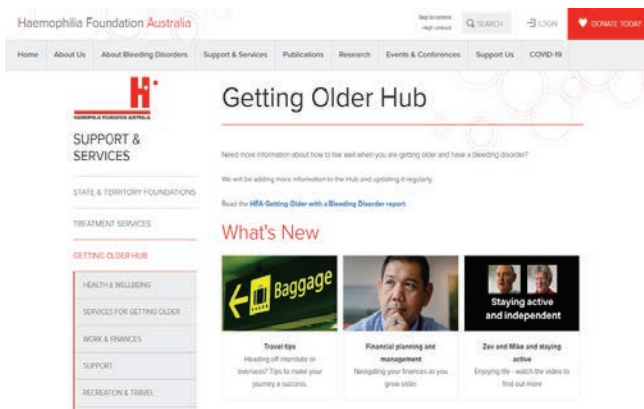 Haemophilia Foundation Australia
Skip to content
High contrast
SEARCH
LOGIN
DONATE TODAY
Home About Us About Bleeding Disorders Support & Services Publications Research Events & Conferences Support Us COVID-19
H
HAEMOPHILIA FOUNDATION AUSTRALIA
SUPPORT &
SERVICES
STATE & TERRITORY FOUNDATIONS
TREATMENT SERVICES
GETTING OLDER HUB
HEALTH & WELLBEING
SERVICES FOR GETTING OLDER
WORK & FINANCES
SUPPORT
RECREATION & TRAVEL
Getting Older Hub
Need more information about how to live well when you are getting older and have a bleeding disorder?
We will be adding more information to the Hub and updating it regularly.
Read the HFA Getting Older with a Bleeding Disorder report
What's New
Baggage
Travel tips
Heading off interstate or
overseas? Tips to make your
journey a success.
Financial planning and
management
Navigating your finances as you
grow older.
Staying active
and independent
Zev and Mike and staying
active
Enjoying life - watch the video to
find out more